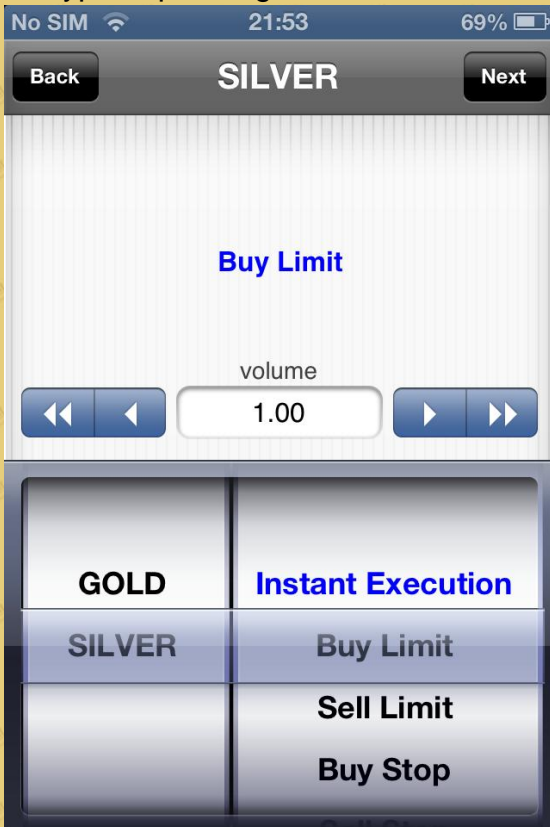 No SIM 21:53 69%
Back SILVER Next
Buy Limit
volume
1.00
GOLD Instant Execution
SILVER Buy Limit
Sell Limit
Buy Stop